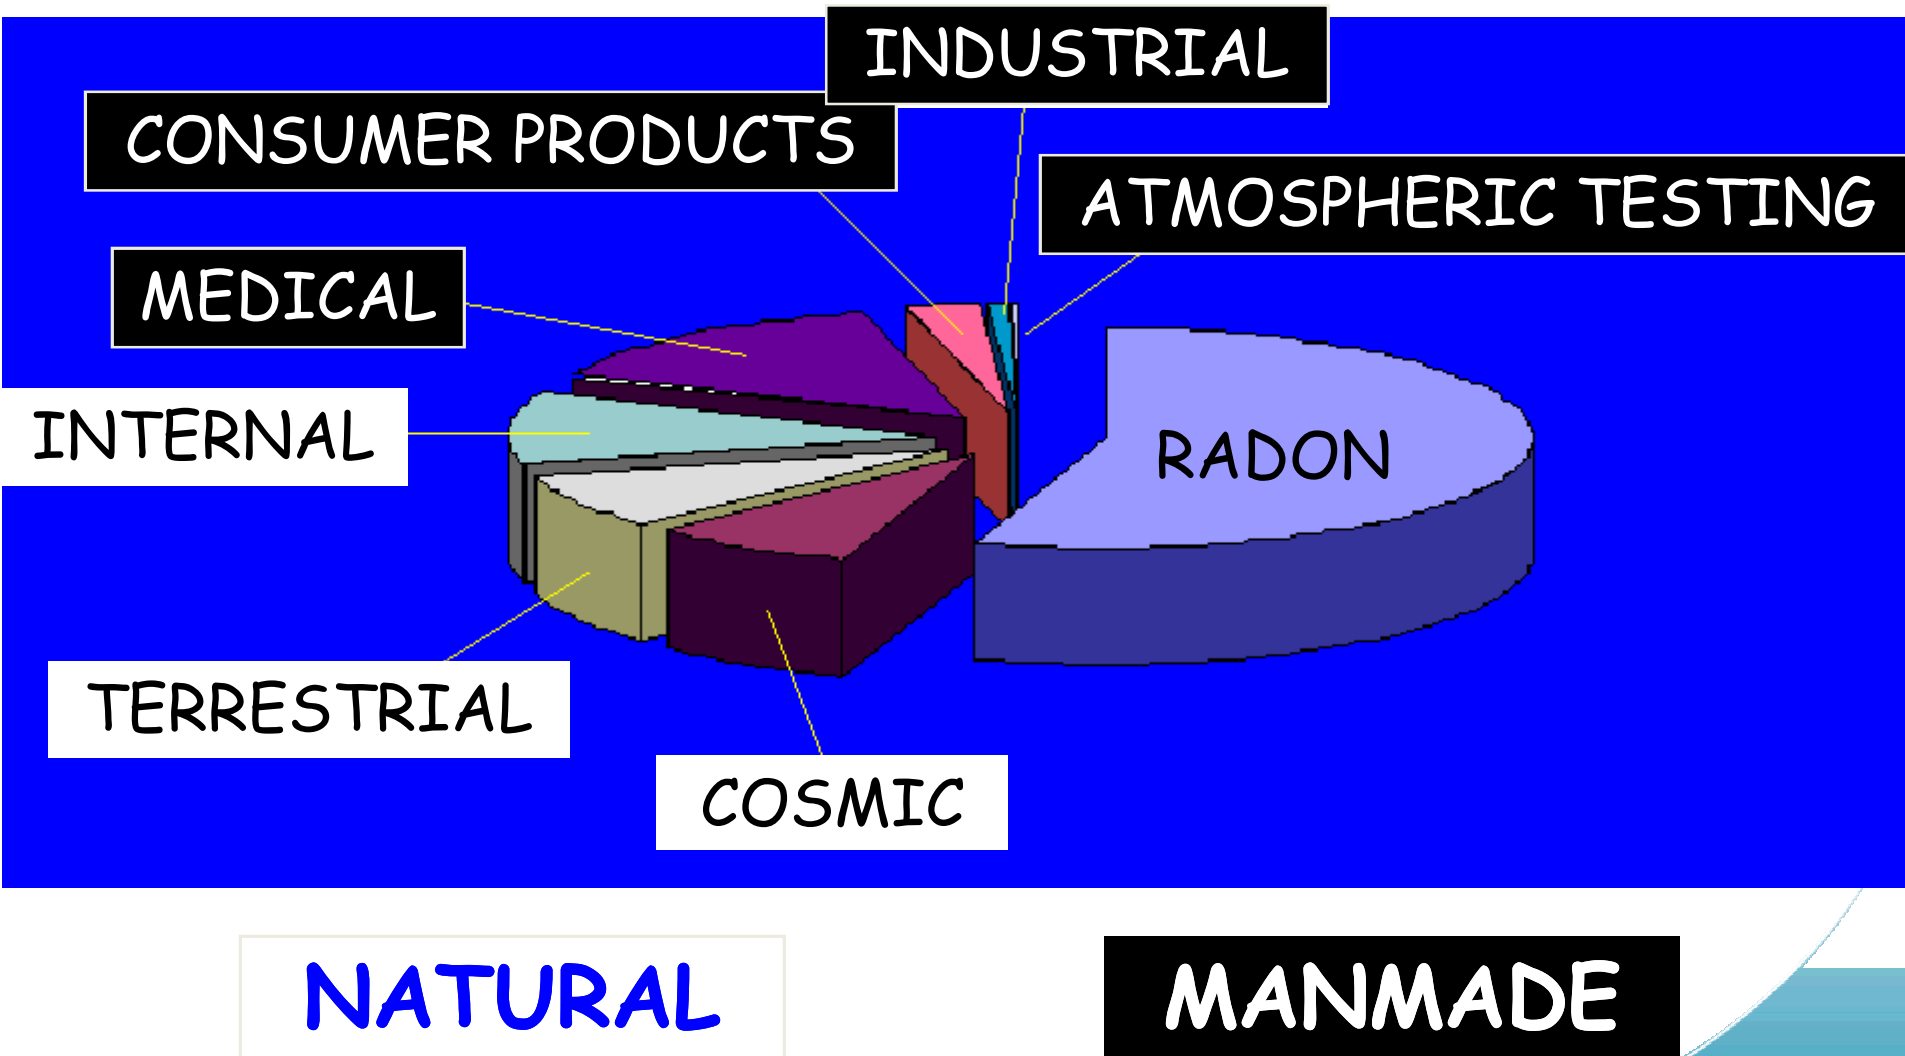 INDUSTRIAL
CONSUMER PRODUCTS
ATMOSPHERIC TESTING
MEDICAL
INTERNAL
RADON
TERRESTRIAL
COSMIC
NATURAL
MANMADE